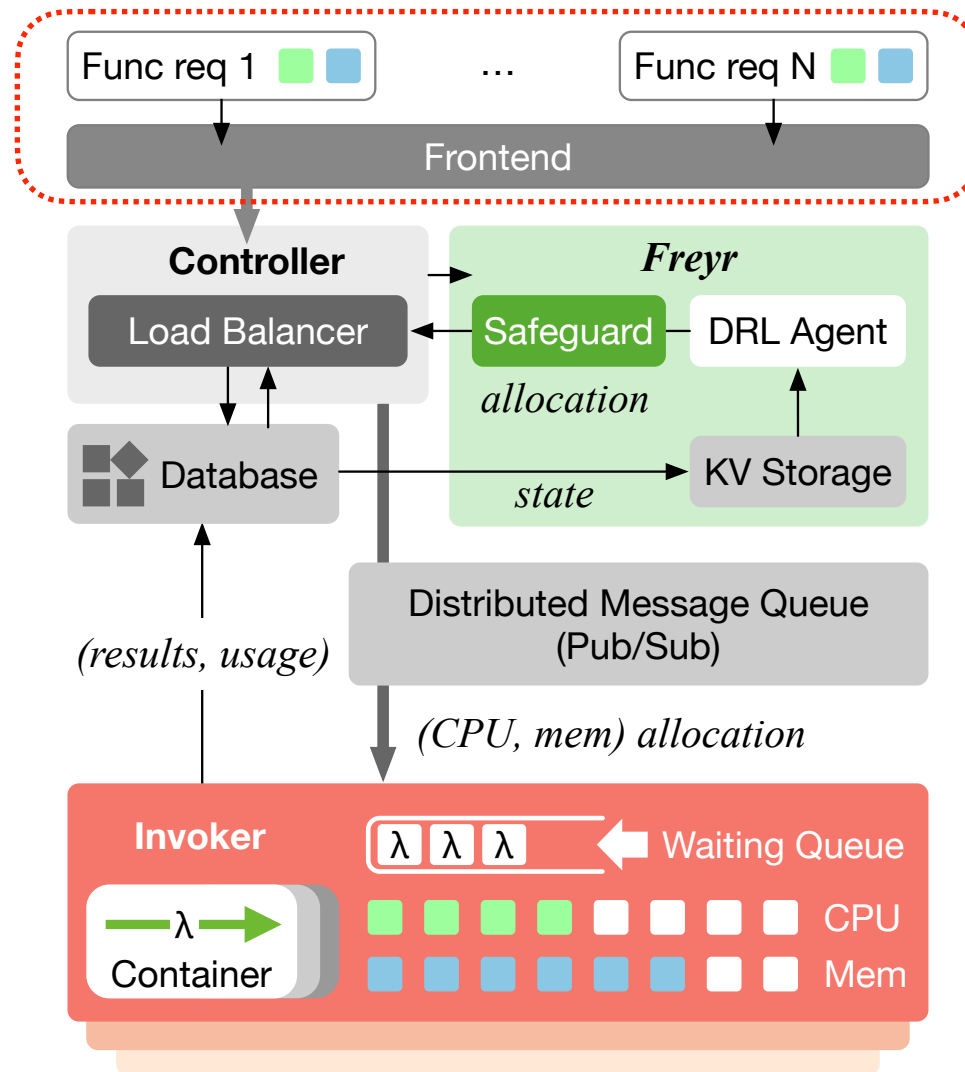 Func req 1
...
Func req N
Frontend
Controller
Freyr
Load Balancer
Safeguard
DRL Agent
allocation
Database
state
KV Storage
Distributed Message Queue
(Pub/Sub)
(results, usage)
(CPU, mem) allocation
Invoker
λ λ λ
Waiting Queue
λ
Container
CPU
Mem